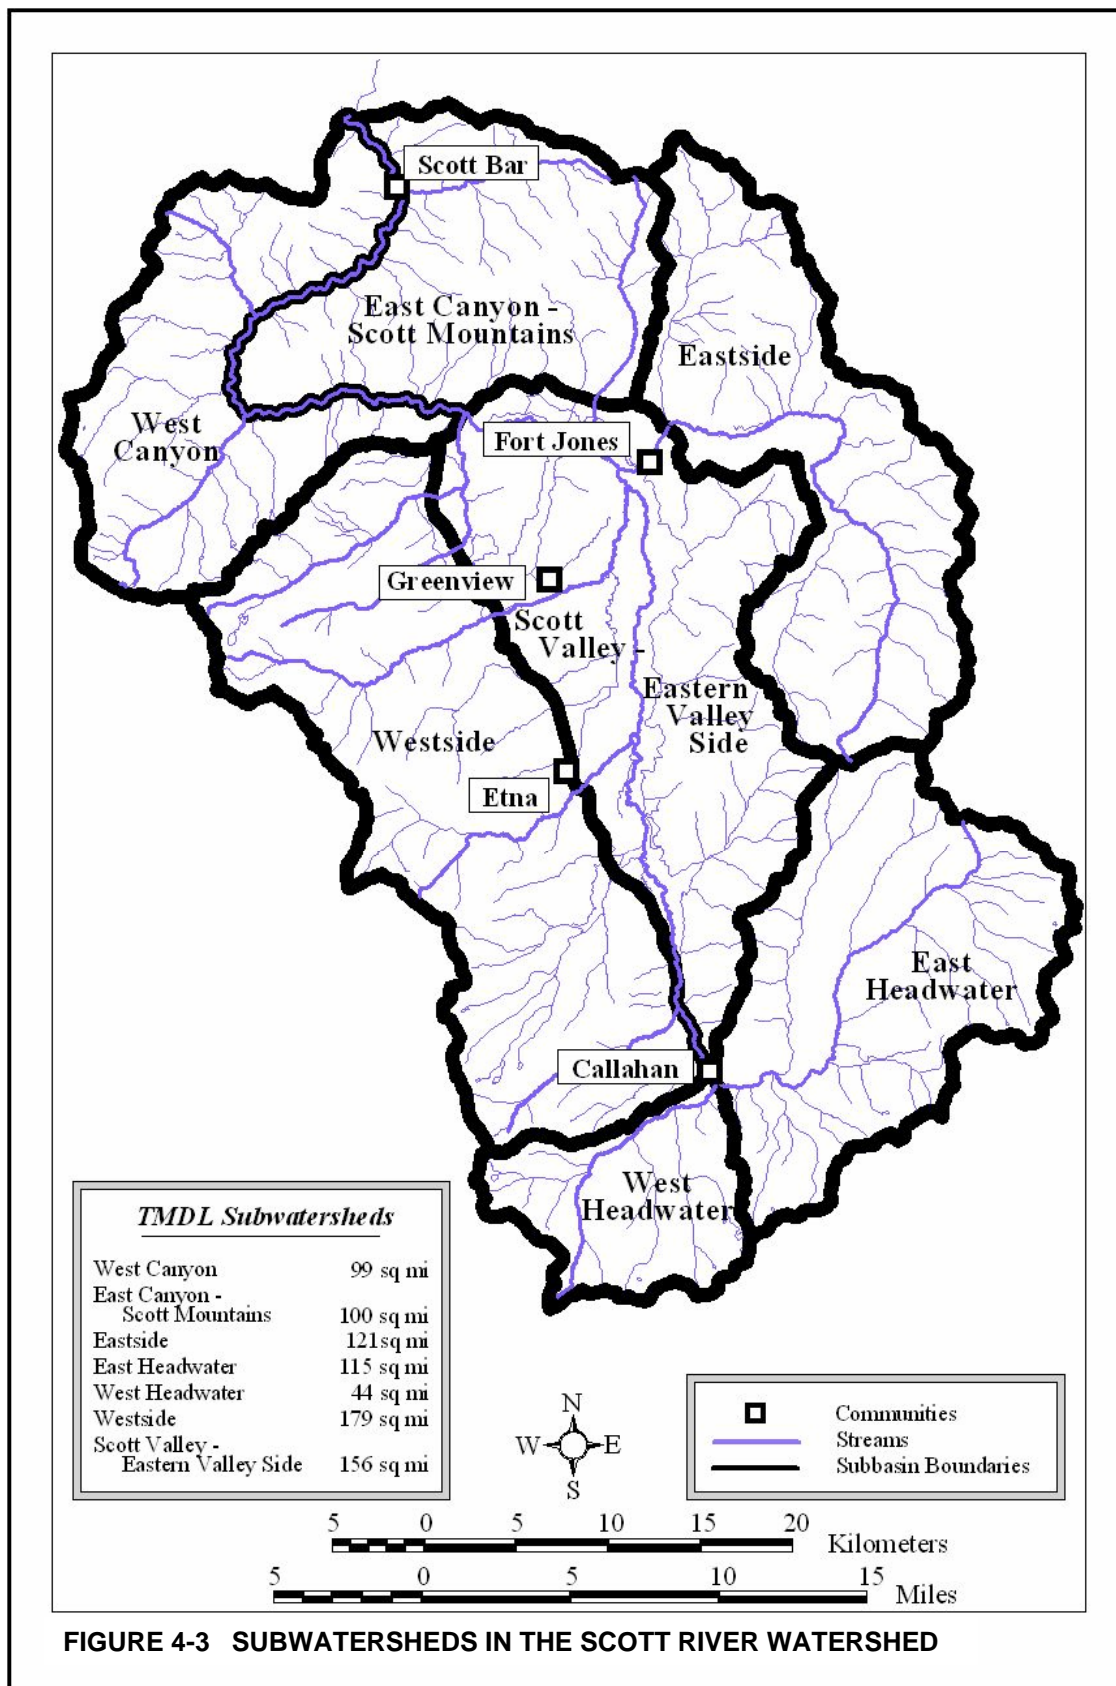 Scott Bar
East Canyon -
Scott Mountains
Eastside
West
Canyon
Fort Jones
Greenview
Scott
Valley -
Eastern
Valley
Side
Westside
Etna
East
Headwater
Callahan
West
Headwater
TMDL Subwatersheds
West Canyon 99 sq mi
East Canyon -
Scott Mountains 100 sq mi
Eastside 121 sq mi
East Headwater 115 sq mi
West Headwater 44 sq mi
Westside 179 sq mi
Scott Valley -
Eastern Valley Side 156 sq mi
N
W E
S
Communities
Streams
Subbasin Boundaries
5 0 5 10 15 20
Kilometers
5 0 5 10 15
Miles
FIGURE 4-3 SUBWATERSHEDS IN THE SCOTT RIVER WATERSHED